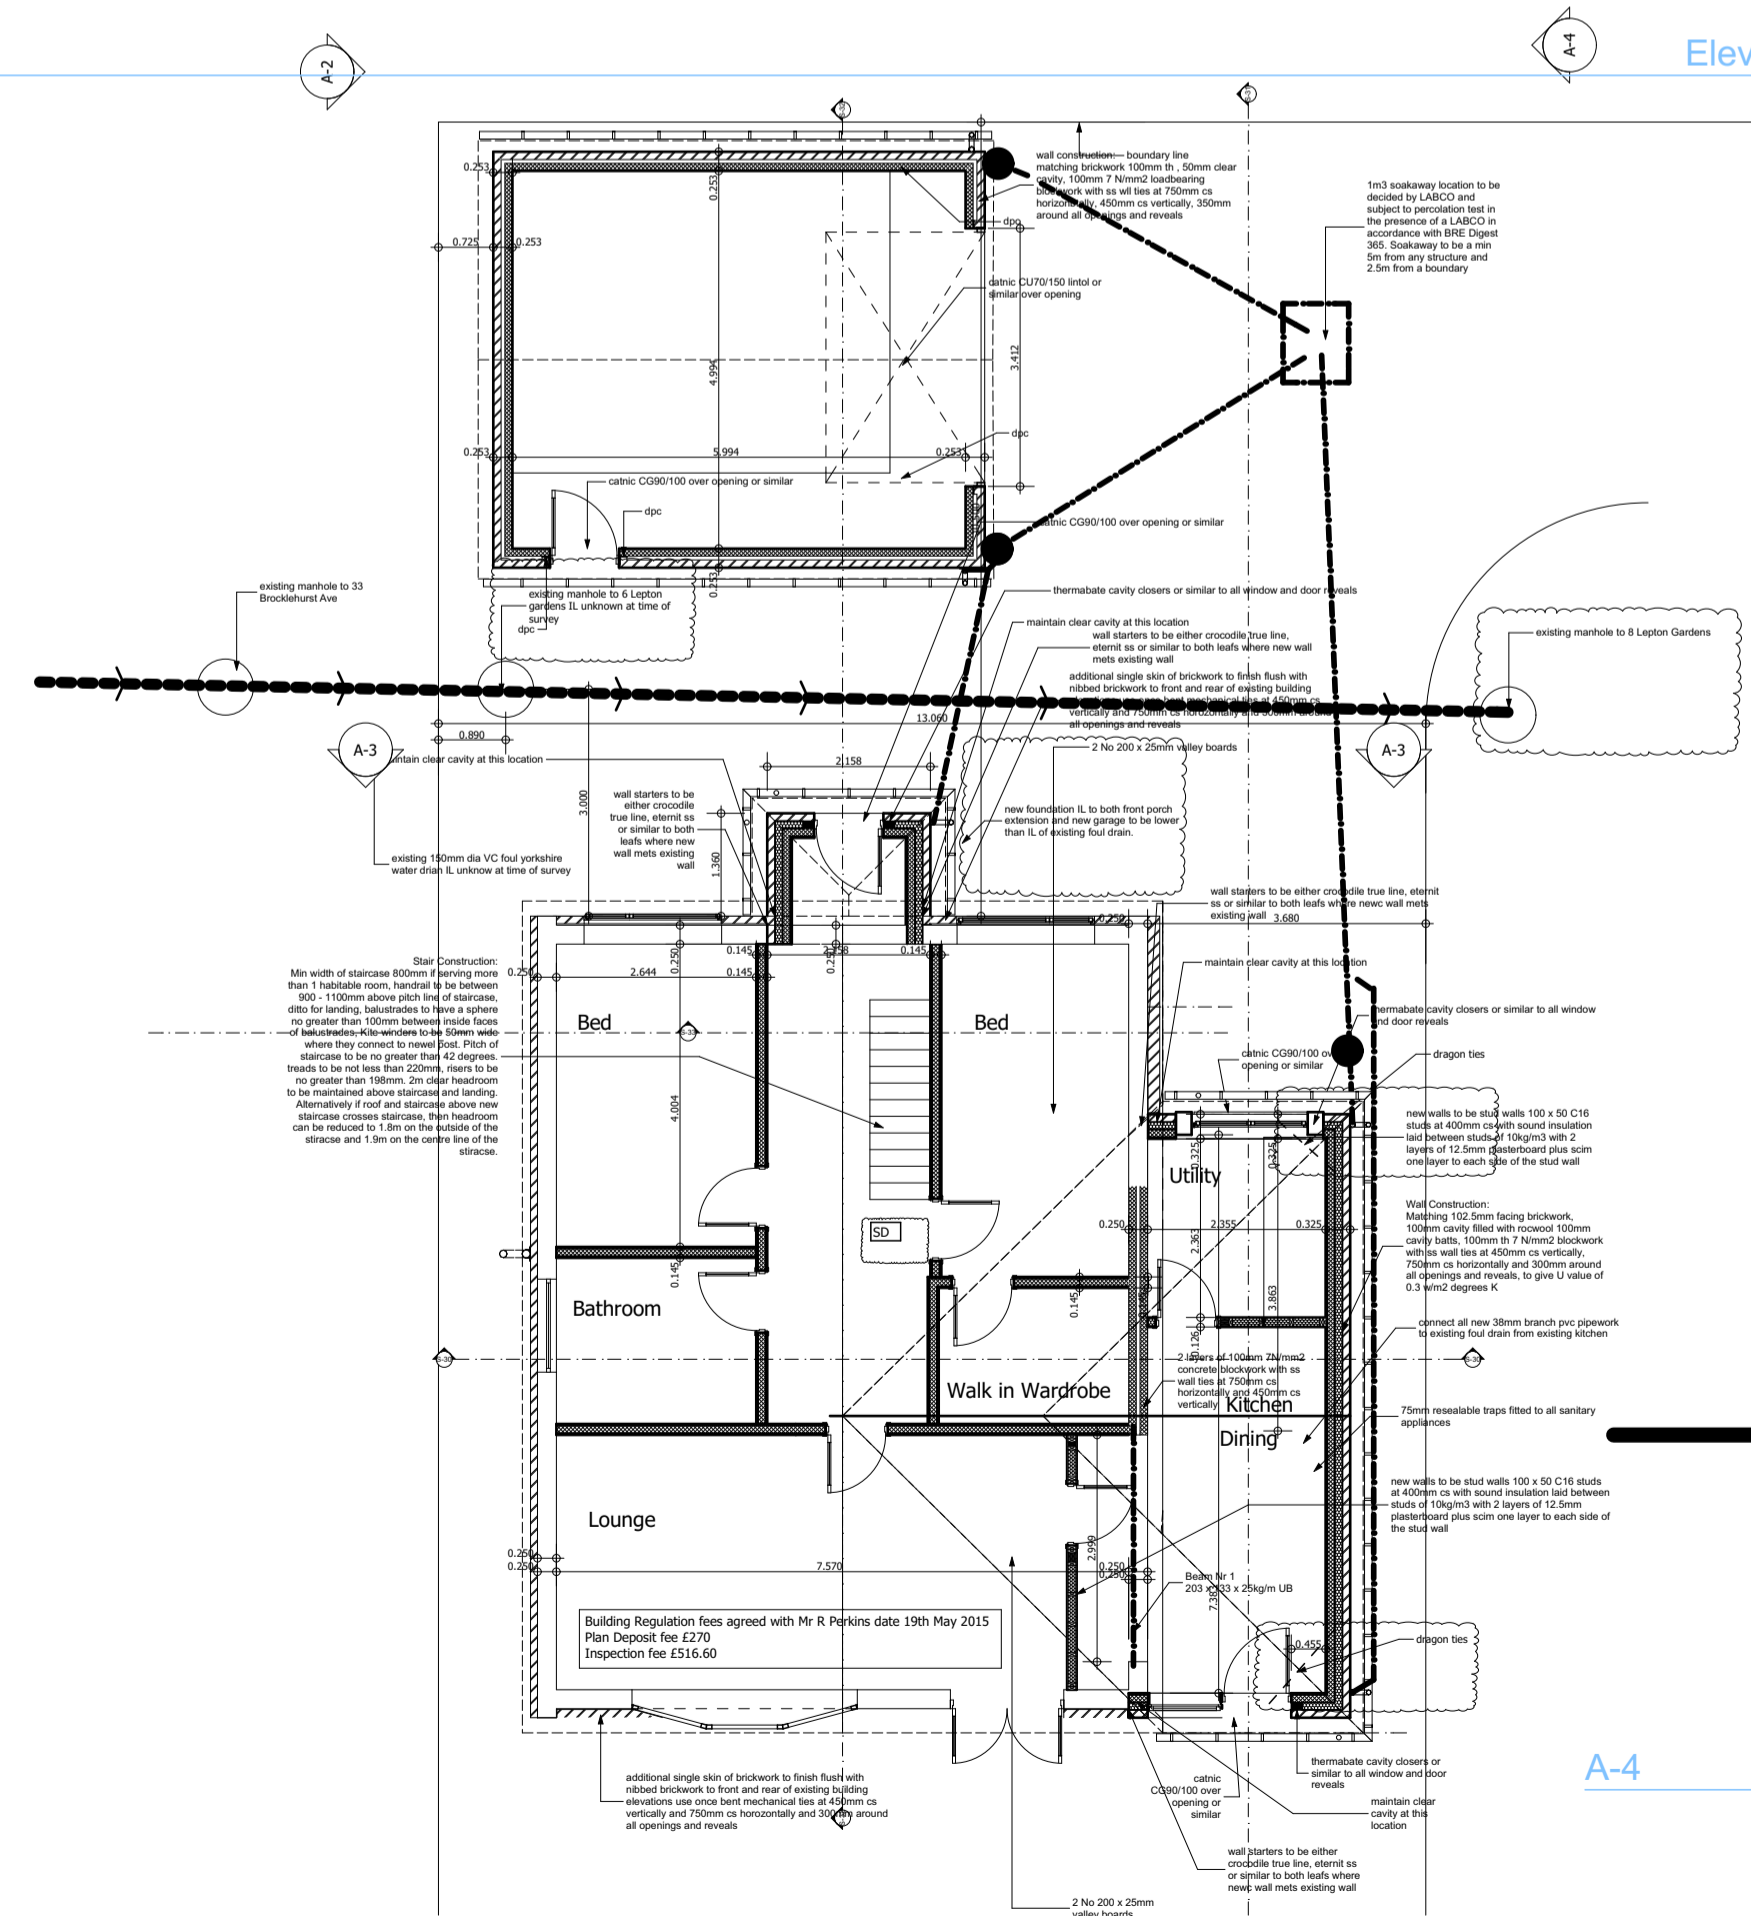 A-2
A-4
Elev
wall construction:- boundary line
matching brickwork 100mm th , 50mm clear
cavity, 100mm 7 N/mm2 loadbearing
blockwork with ss wll ties at 750mm cs
horizontally, 450mm cs vertically, 350mm
around all openings and reveals
1m3 soakaway location to be
decided by LABCO and
subject to percolation test in
the presence of a LABCO in
accordance with BRE Digest
365. Soakaway to be a min
5m from any structure and
2.5m from a boundary
0.253
0.253
dpc
0.725
0.253
catnic CU70/150 lintol or
similar over opening
3.412
4.994
dpc
0.253
5.994
0.253
catnic CG90/100 over opening or similar
dpc
catnic CG90/100 over opening or similar
0.253
existing manhole to 33
Brocklehurst Ave
existing manhole to 6 Lepton
gardens IL unknown at time of
survey
dpc
thermabate cavity closers or similar to all window and door reveals
maintain clear cavity at this location
wall starters to be either crocodile true line,
eternit ss or similar to both leafs where new wall
mets existing wall
existing manhole to 8 Lepton Gardens
additional single skin of brickwork to finish flush with
nibbed brickwork to front and rear of existing building
elevations use once bent mechanical ties at 450mm cs
vertically and 750mm cs horozontally and 300mm around
all openings and reveals
13.060
0.890
A-3
A-3
maintain clear cavity at this location
2.158
2 No 200 x 25mm valley boards
3.000
wall starters to be
either crocodile
true line, eternit ss
or similar to both
leafs where new
wall mets existing
wall
new foundation IL to both front porch
extension and new garage to be lower
than IL of existing foul drain.
1.360
existing 150mm dia VC foul yorkshire
water drian IL unknow at time of survey
wall starters to be either crocodile true line, eternit
ss or similar to both leafs where newc wall mets
existing wall
0.250
3.680
0.145
2.158
0.145
0.250
0.250
0.250
2.644
0.145
maintain clear cavity at this location
Stair Construction:
Min width of staircase 800mm if serving more
than 1 habitable room, handrail to be between
900 - 1100mm above pitch line of staircase,
ditto for landing, balustrades to have a sphere
no greater than 100mm between inside faces
of balustrades, Kite winders to be 50mm wide
where they connect to newel post. Pitch of
staircase to be no greater than 42 degrees.
treads to be not less than 220mm, risers to be
no greater than 198mm. 2m clear headroom
to be maintained above staircase and landing.
Alternatively if roof and staircase above new
staircase crosses staircase, then headroom
can be reduced to 1.8m on the outside of the
stiracse and 1.9m on the centre line of the
stiracse.
Bed
S-33
Bed
thermabate cavity closers or similar to all window
and door reveals
catnic CG90/100 over
opening or similar
dragon ties
4.004
new walls to be stud walls 100 x 50 C16
studs at 400mm cs with sound insulation
laid between studs of 10kg/m3 with 2
layers of 12.5mm plasterboard plus scim
one layer to each side of the stud wall
0.325
0.325
Utility
SD
0.250
2.355
0.325
2.363
Wall Construction:
Matching 102.5mm facing brickwork,
100mm cavity filled with rocwool 100mm
cavity batts, 100mm th 7 N/mm2 blockwork
with ss wall ties at 450mm cs vertically,
750mm cs horizontally and 300mm around
all openings and reveals, to give U value of
0.3 w/m2 degrees K
0.145
Bathroom
0.145
3.863
0.126
connect all new 38mm branch pvc pipework
to existing foul drain from existing kitchen
S-30
S-30
2 layers of 100mm 7N/mm2
concrete blockwork with ss
wall ties at 750mm cs
horizontally and 450mm cs
vertically
Walk in Wardrobe
Kitchen
Dining
75mm resealable traps fitted to all sanitary
appliances
new walls to be stud walls 100 x 50 C16 studs
at 400mm cs with sound insulation laid between
studs of 10kg/m3 with 2 layers of 12.5mm
plasterboard plus scim one layer to each side of
the stud wall
Lounge
2.999
0.250
0.250
7.570
0.250
0.250
Beam Nr 1
203 x 133 x 25kg/m UB
Building Regulation fees agreed with Mr R Perkins date 19th May 2015
Plan Deposit fee £270
Inspection fee £516.60
0.455
dragon ties
additional single skin of brickwork to finish flush with
nibbed brickwork to front and rear of existing building
elevations use once bent mechanical ties at 450mm cs
vertically and 750mm cs horozontally and 300mm around
all openings and reveals
catnic
CG90/100 over
opening or
similar
thermabate cavity closers or
similar to all window and door
reveals
A-4
maintain clear
cavity at this
location
wall starters to be either
crocodile true line, eternit ss
or similar to both leafs where
newc wall mets existing wall
2 No 200 x 25mm
valley boards